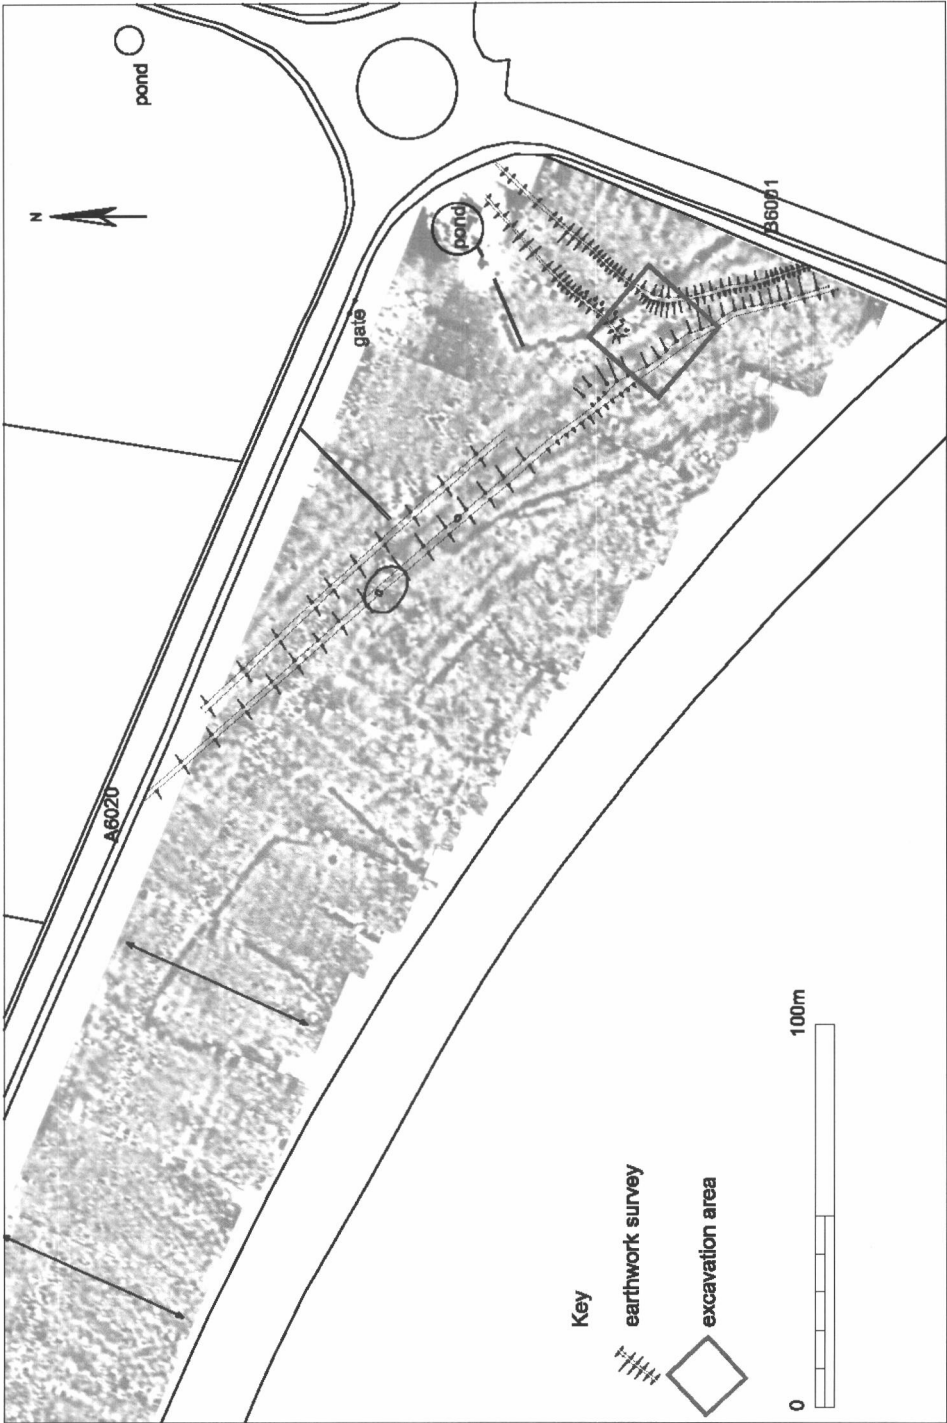 pond
N
pond
B6001
gate
A6020
100m
0
Key
earthwork survey
excavation area